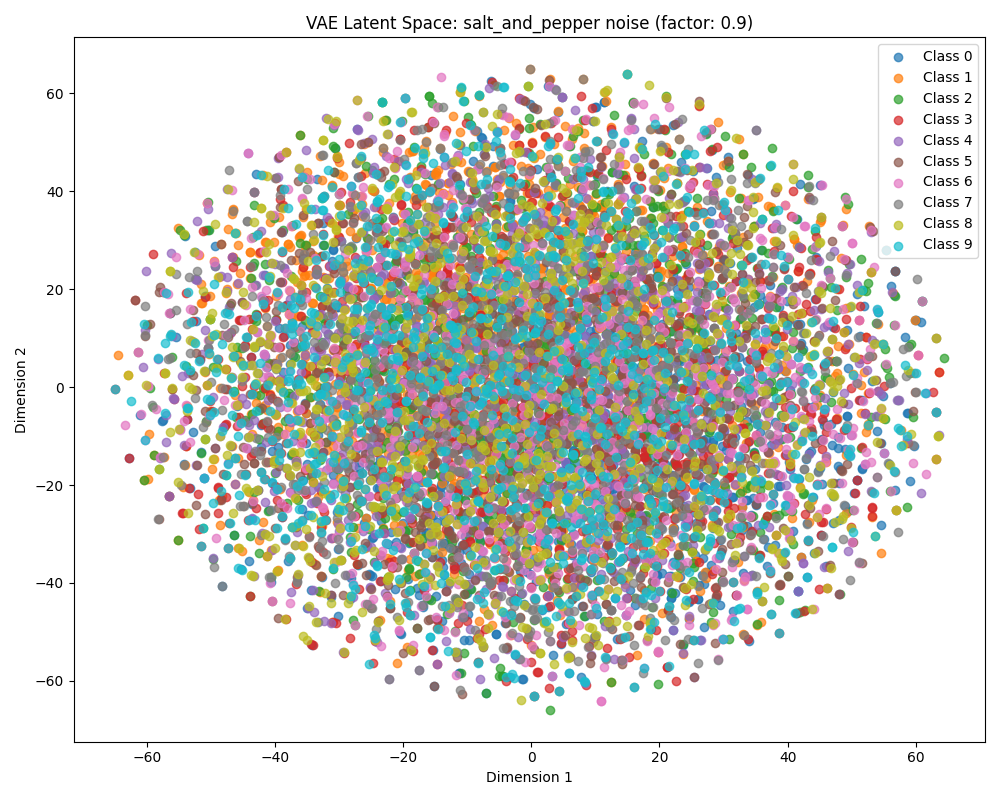 VAE Latent Space: salt_and_pepper noise (factor: 0.9)
Class 0
Class 1
Class 2
Class 3
Class 4
Class 5
Class 6
Class 7
Class 8
Class 9
60
40
20
0
−20
−40
−60
Dimension 2
−60 −40 −20 0 20 40 60
Dimension 1